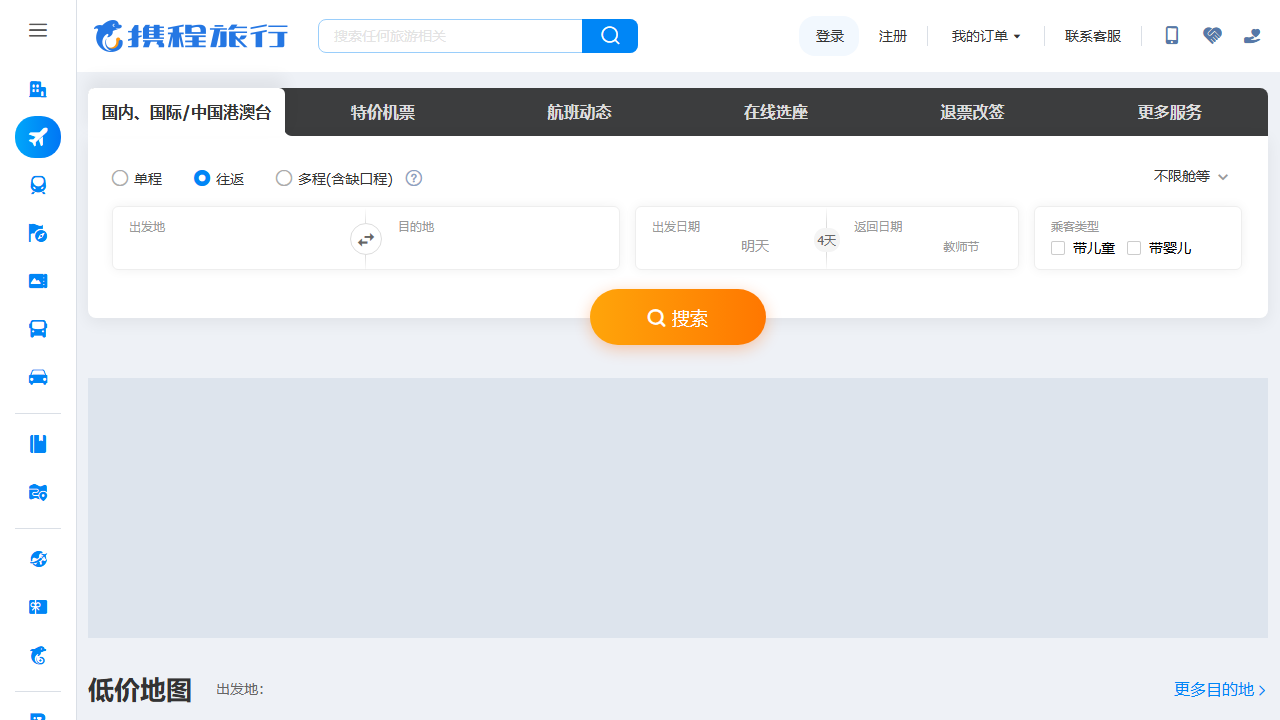 携程旅行
搜索任何旅游相关
登录
注册
我的订单
联系客服
国内、国际/中国港澳台
特价机票
航班动态
在线选座
退票改签
更多服务
单程
往返
多程(含缺口程)
?
不限舱等
出发地
目的地
出发日期
明天
4天
返回日期
教师节
乘客类型
带儿童
带婴儿
搜索
低价地图
出发地:
更多目的地